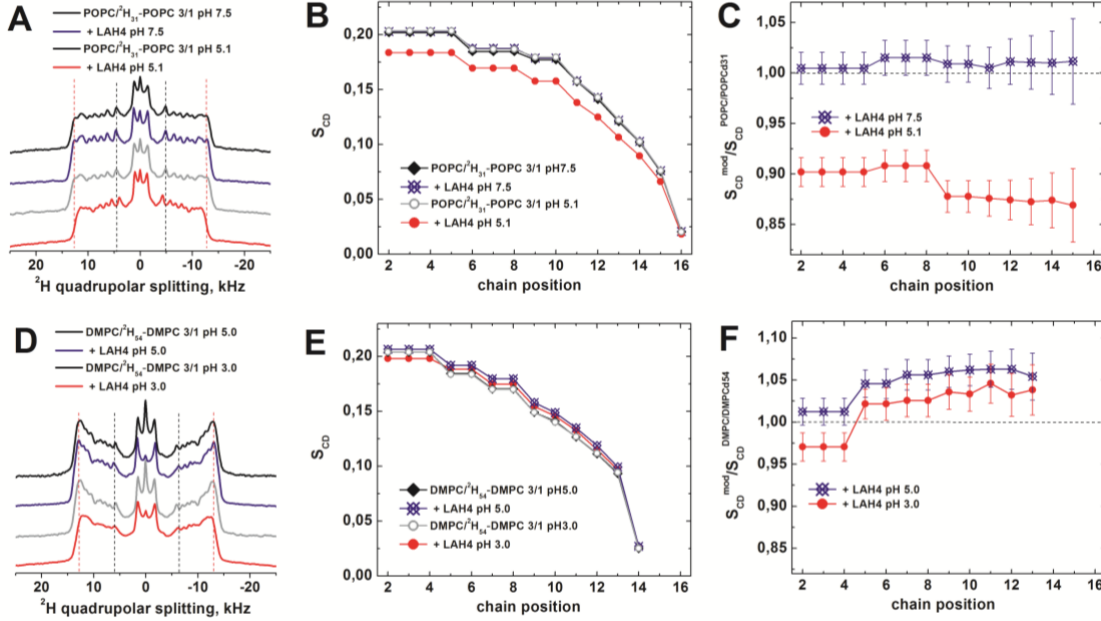 A
POPC/²H₃₁-POPC 3/1 pH 7.5
+ LAH4 pH 7.5
POPC/²H₃₁-POPC 3/1 pH 5.1
+ LAH4 pH 5.1
20 10 0 -10 -20
²H quadrupolar splitting, kHz
B
0,20
0,15
0,10
0,05
0,00
S_CD
POPC/²H₃₁-POPC 3/1 pH7.5
+ LAH4 pH 7.5
POPC/²H₃₁-POPC 3/1 pH 5.1
+ LAH4 pH 5.1
2 4 6 8 10 12 14 16
chain position
C
1,05
1,00
0,95
0,90
0,85
S_CD^mod/S_CD^POPC/POPCd31
+ LAH4 pH 7.5
+ LAH4 pH 5.1
2 4 6 8 10 12 14 16
chain position
D
DMPC/²H₅₄-DMPC 3/1 pH 5.0
+ LAH4 pH 5.0
DMPC/²H₅₄-DMPC 3/1 pH 3.0
+ LAH4 pH 3.0
20 10 0 -10 -20
²H quadrupolar splitting, kHz
E
0,20
0,15
0,10
0,05
0,00
S_CD
DMPC/²H₅₄-DMPC 3/1 pH5.0
+ LAH4 pH 5.0
DMPC/²H₅₄-DMPC 3/1 pH3.0
+ LAH4 pH 3.0
2 4 6 8 10 12 14 16
chain position
F
1,10
1,05
1,00
0,95
0,90
0,85
S_CD^mod/S_CD^DMPC/DMPCd54
+ LAH4 pH 5.0
+ LAH4 pH 3.0
2 4 6 8 10 12 14 16
chain position